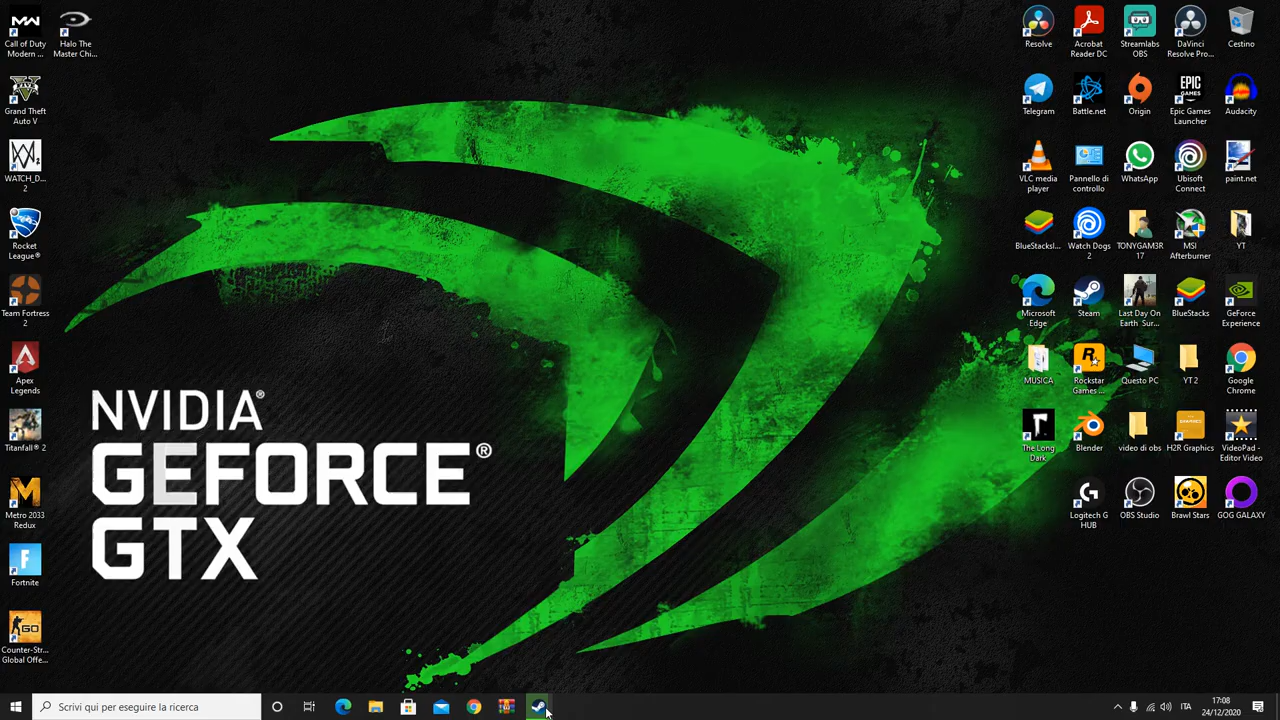 Call of Duty
Modern ...
Halo The
Master Chi...
Grand Theft
Auto V
WATCH_D...
2
Rocket
League®
Team Fortress
2
Apex
Legends
Titanfall® 2
Metro 2033
Redux
Fortnite
Counter-Str...
Global Offe...
NVIDIA®
GEFORCE®
GTX
Resolve
Acrobat
Reader DC
Streamlabs
OBS
DaVinci
Resolve Pro...
Cestino
Telegram
Battle.net
Origin
EPIC
GAMES
Epic Games
Launcher
Audacity
VLC media
player
Pannello di
controllo
WhatsApp
Ubisoft
Connect
paint.net
BlueStacksI...
Watch Dogs
2
TONYGAM3R
17
MSI
Afterburner
YT
Microsoft
Edge
Steam
Last Day On
Earth Sur...
BlueStacks
GeForce
Experience
MUSICA
Rockstar
Games ...
Questo PC
YT 2
Google
Chrome
The Long
Dark
Blender
video di obs
H2R Graphics
VideoPad -
Editor Video
Logitech G
HUB
OBS Studio
Brawl Stars
GOG GALAXY
Scrivi qui per eseguire la ricerca
ITA
17:08
24/12/2020